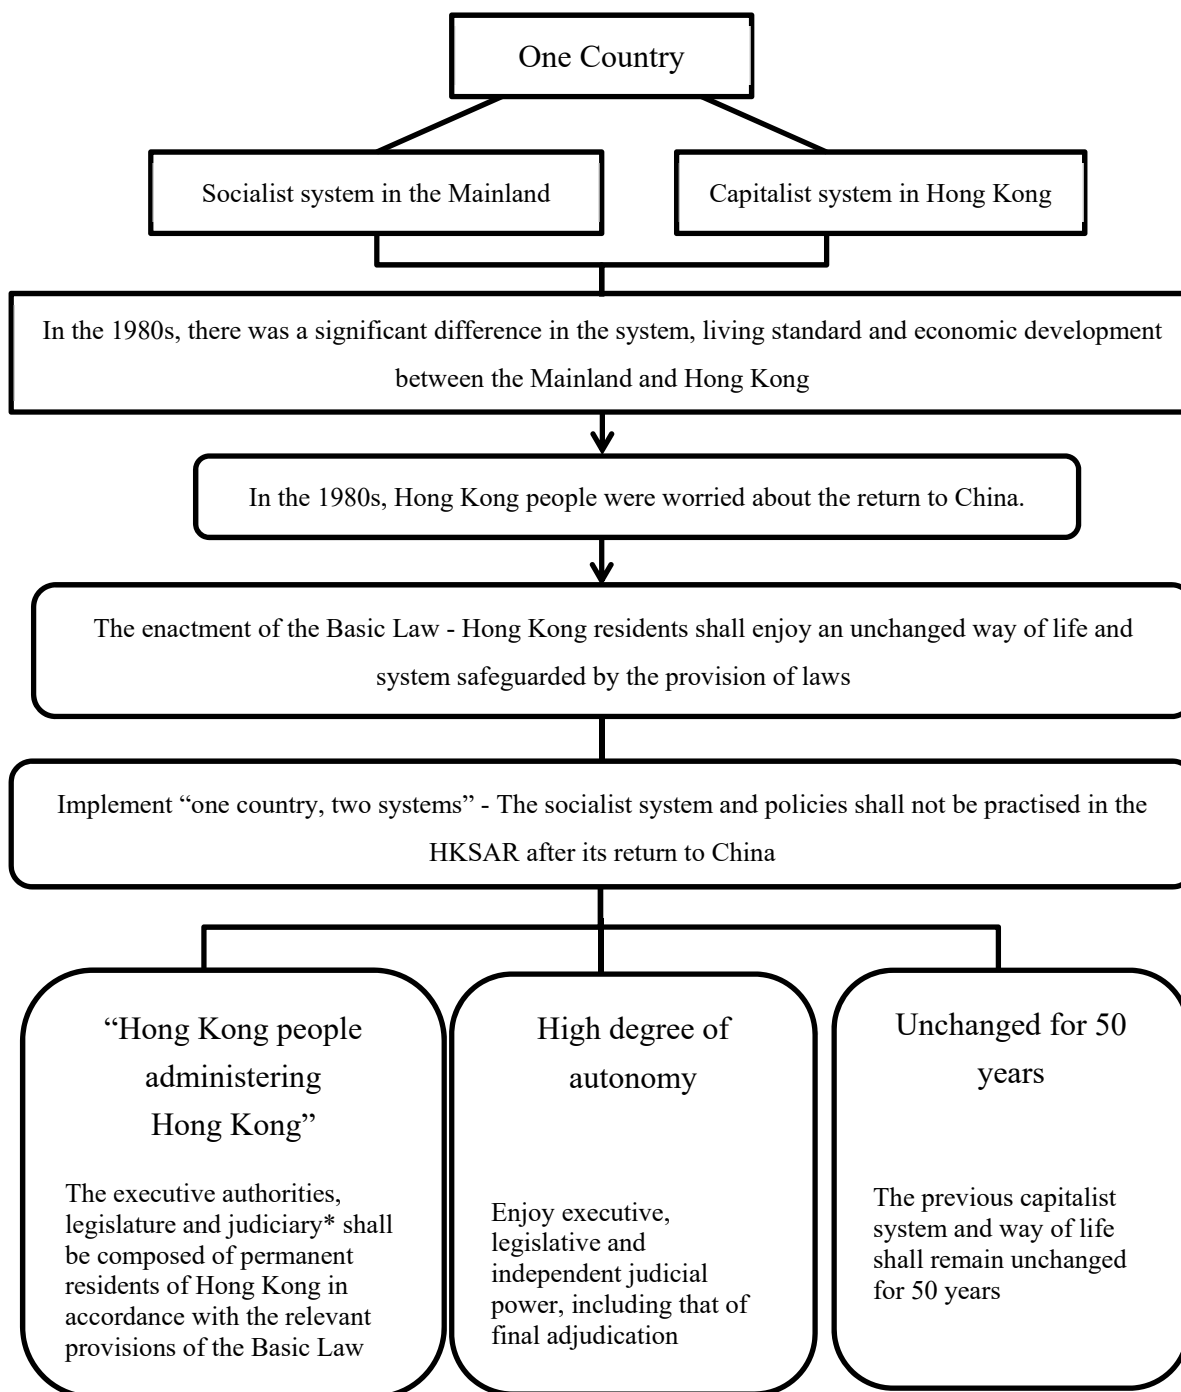 One Country
Socialist system in the Mainland
Capitalist system in Hong Kong
In the 1980s, there was a significant difference in the system, living standard and economic development
between the Mainland and Hong Kong
In the 1980s, Hong Kong people were worried about the return to China.
The enactment of the Basic Law - Hong Kong residents shall enjoy an unchanged way of life and
system safeguarded by the provision of laws
Implement “one country, two systems” - The socialist system and policies shall not be practised in the
HKSAR after its return to China
“Hong Kong people
administering
Hong Kong”
The executive authorities,
legislature and judiciary* shall
be composed of permanent
residents of Hong Kong in
accordance with the relevant
provisions of the Basic Law
High degree of
autonomy
Enjoy executive,
legislative and
independent judicial
power, including that of
final adjudication
Unchanged for 50
years
The previous capitalist
system and way of life
shall remain unchanged
for 50 years